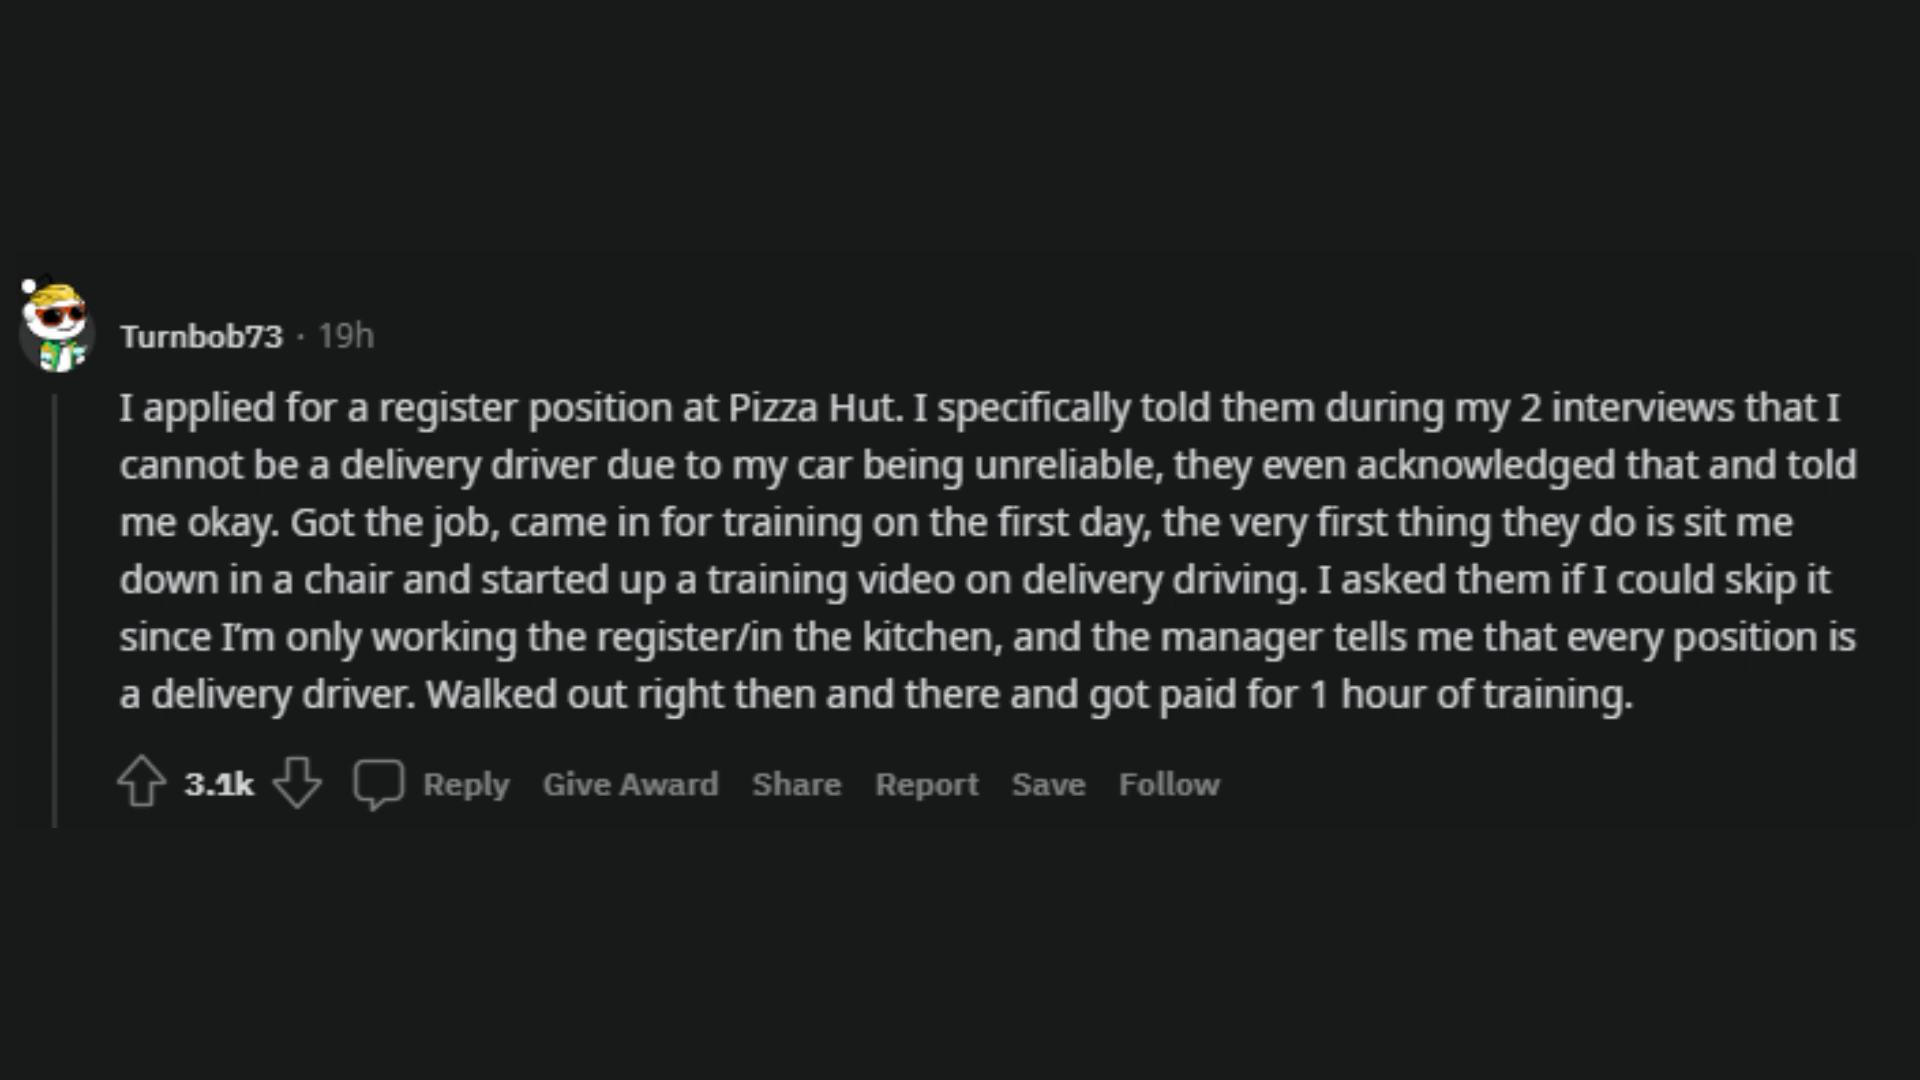 Turnbob73 · 19h
I applied for a register position at Pizza Hut. I specifically told them during my 2 interviews that I
cannot be a delivery driver due to my car being unreliable, they even acknowledged that and told
me okay. Got the job, came in for training on the first day, the very first thing they do is sit me
down in a chair and started up a training video on delivery driving. I asked them if I could skip it
since I’m only working the register/in the kitchen, and the manager tells me that every position is
a delivery driver. Walked out right then and there and got paid for 1 hour of training.
3.1k Reply Give Award Share Report Save Follow